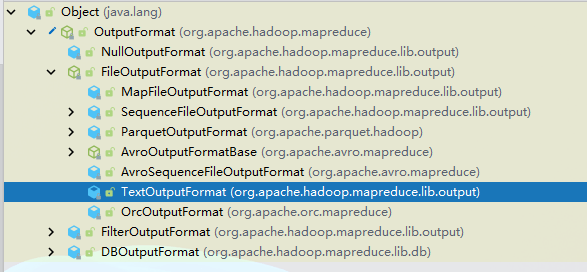 Object (java.lang)
OutputFormat (org.apache.hadoop.mapreduce)
NullOutputFormat (org.apache.hadoop.mapreduce.lib.output)
FileOutputFormat (org.apache.hadoop.mapreduce.lib.output)
MapFileOutputFormat (org.apache.hadoop.mapreduce.lib.output)
SequenceFileOutputFormat (org.apache.hadoop.mapreduce.lib.output)
ParquetOutputFormat (org.apache.parquet.hadoop)
AvroOutputFormatBase (org.apache.avro.mapreduce)
AvroSequenceFileOutputFormat (org.apache.avro.mapreduce)
TextOutputFormat (org.apache.hadoop.mapreduce.lib.output)
OrcOutputFormat (org.apache.orc.mapreduce)
FilterOutputFormat (org.apache.hadoop.mapreduce.lib.output)
DBOutputFormat (org.apache.hadoop.mapreduce.lib.db)